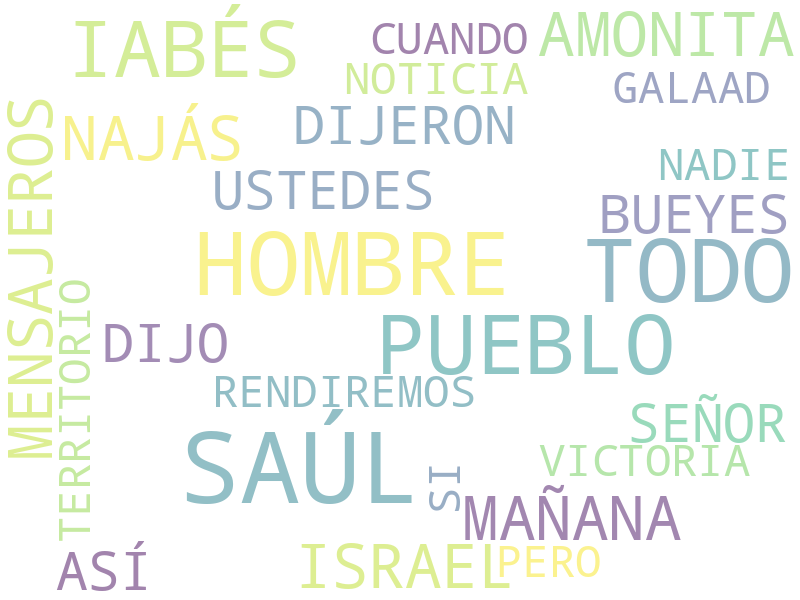 IABÉS
CUANDO
AMONITA
NOTICIA
GALAAD
NAJÁS
DIJERON
MENSAJEROS
NADIE
USTEDES
BUEYES
HOMBRE
TODO
TERRITORIO
DIJO
PUEBLO
RENDIREMOS
SEÑOR
SAÚL
VICTORIA
SI
MAÑANA
ASÍ
ISRAEL
PERO